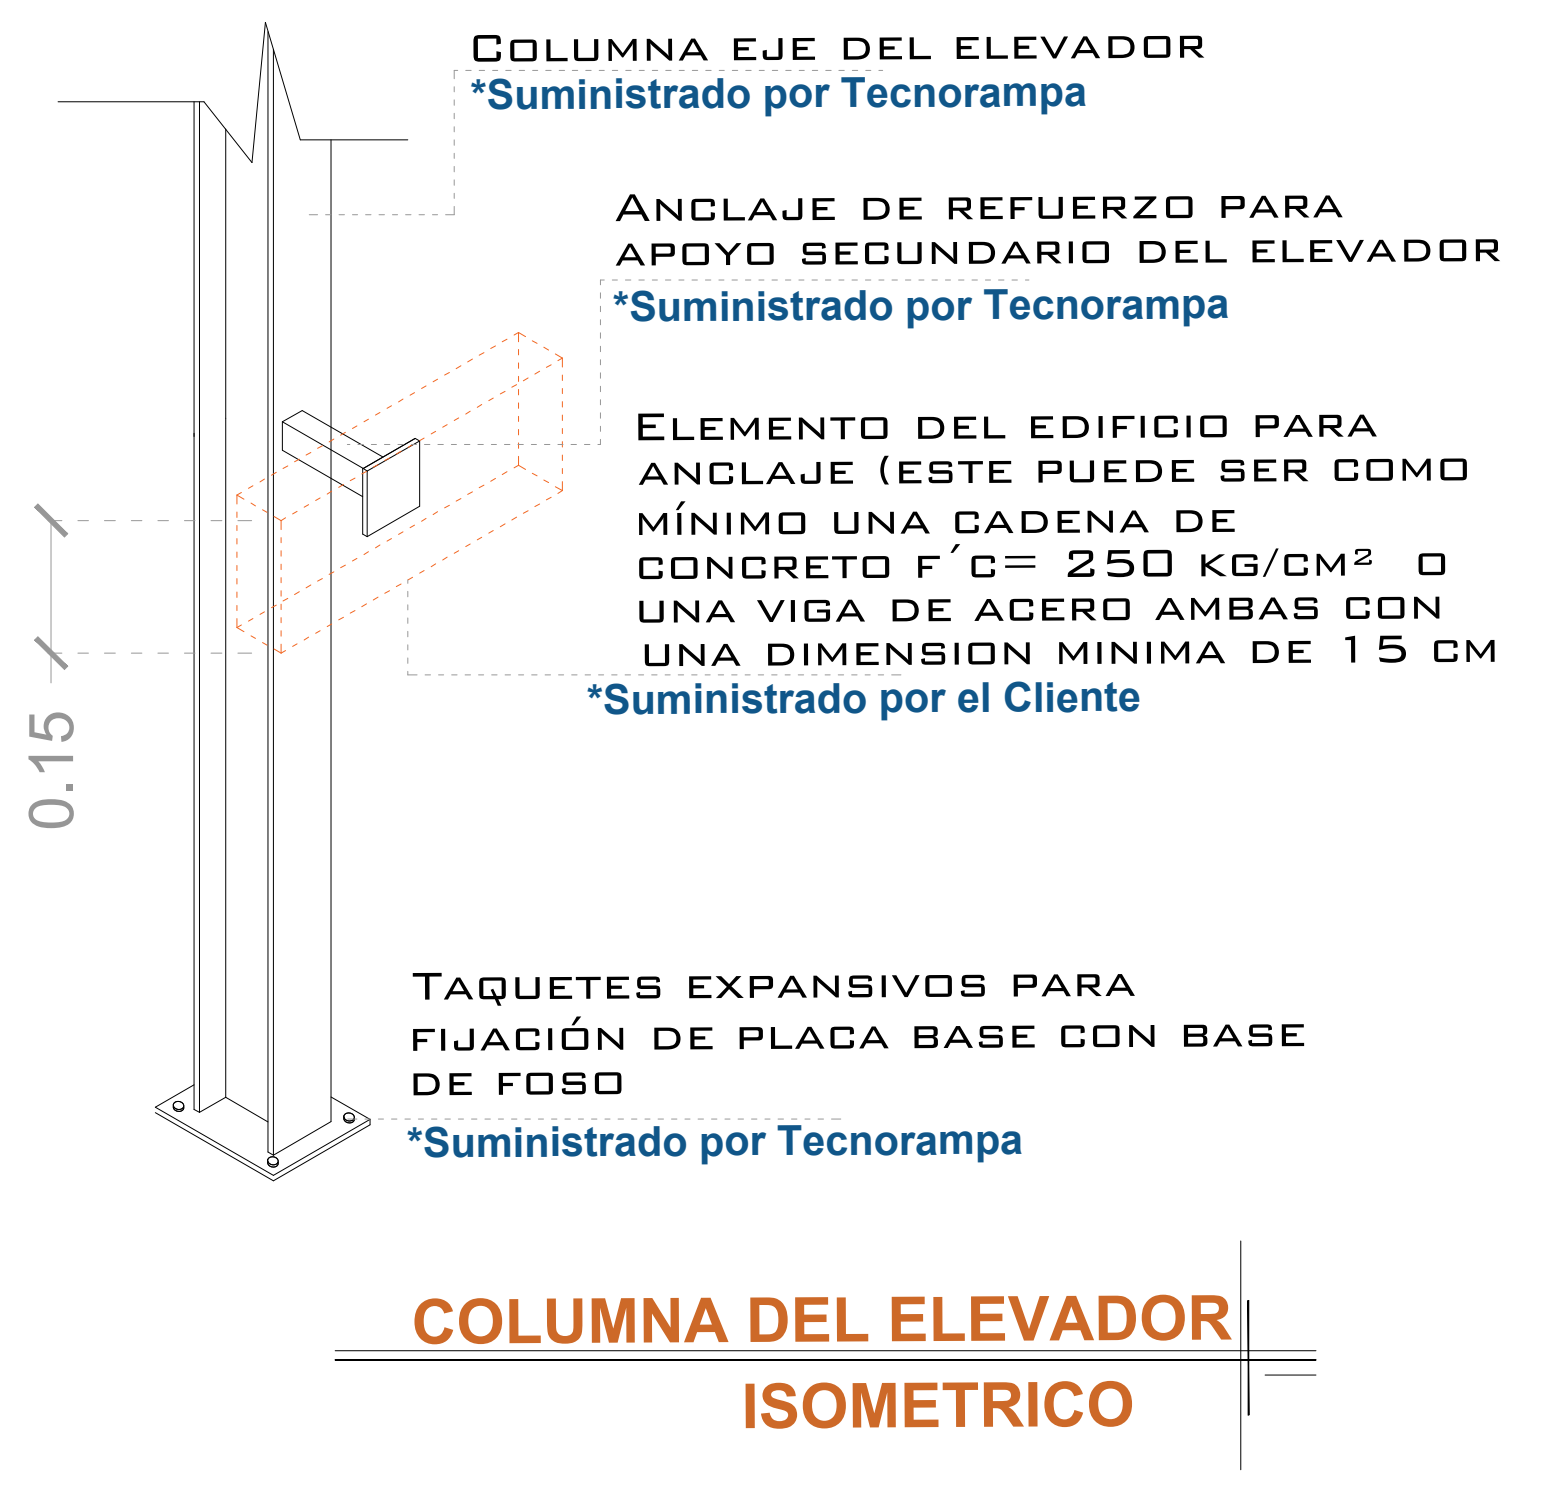 COLUMNA EJE DEL ELEVADOR
*Suministrado por Tecnorampa
ANCLAJE DE REFUERZO PARA
APOYO SECUNDARIO DEL ELEVADOR
*Suministrado por Tecnorampa
ELEMENTO DEL EDIFICIO PARA
ANCLAJE (ESTE PUEDE SER COMO
MÍNIMO UNA CADENA DE
CONCRETO F´C= 250 KG/CM² O
UNA VIGA DE ACERO AMBAS CON
UNA DIMENSION MINIMA DE 15 CM
*Suministrado por el Cliente
0.15
TAQUETES EXPANSIVOS PARA
FIJACIÓN DE PLACA BASE CON BASE
DE FOSO
*Suministrado por Tecnorampa
COLUMNA DEL ELEVADOR
ISOMETRICO